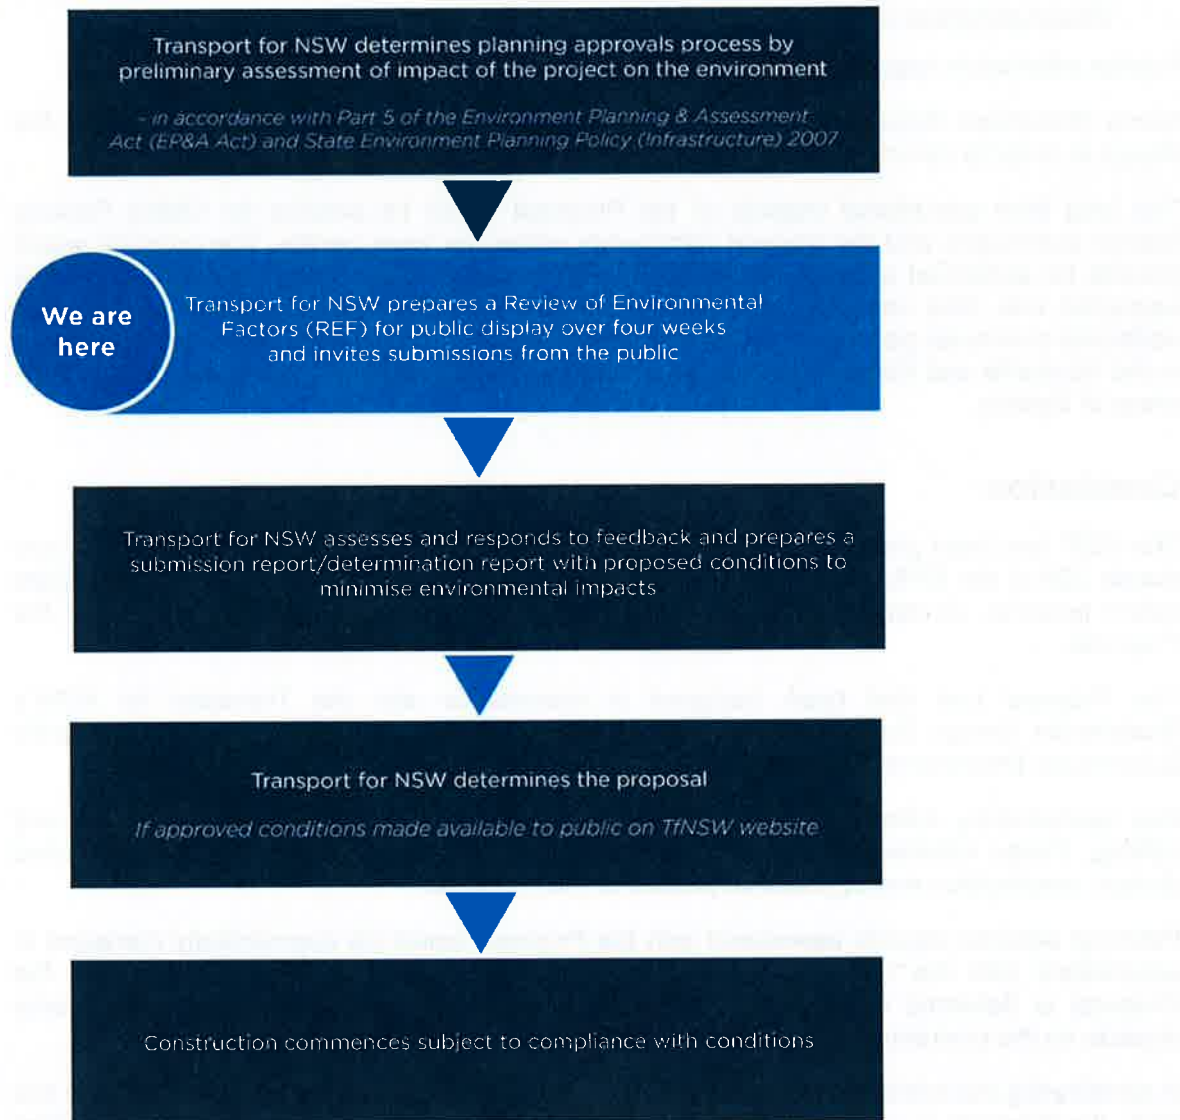 Transport for NSW determines planning approvals process by
preliminary assessment of impact of the project on the environment
- in accordance with Part 5 of the Environment Planning & Assessment
Act (EP&A Act) and State Environment Planning Policy (Infrastructure) 2007
We are
here
Transport for NSW prepares a Review of Environmental
Factors (REF) for public display over four weeks
and invites submissions from the public
Transport for NSW assesses and responds to feedback and prepares a
submission report/determination report with proposed conditions to
minimise environmental impacts
Transport for NSW determines the proposal
If approved conditions made available to public on TfNSW website
Construction commences subject to compliance with conditions